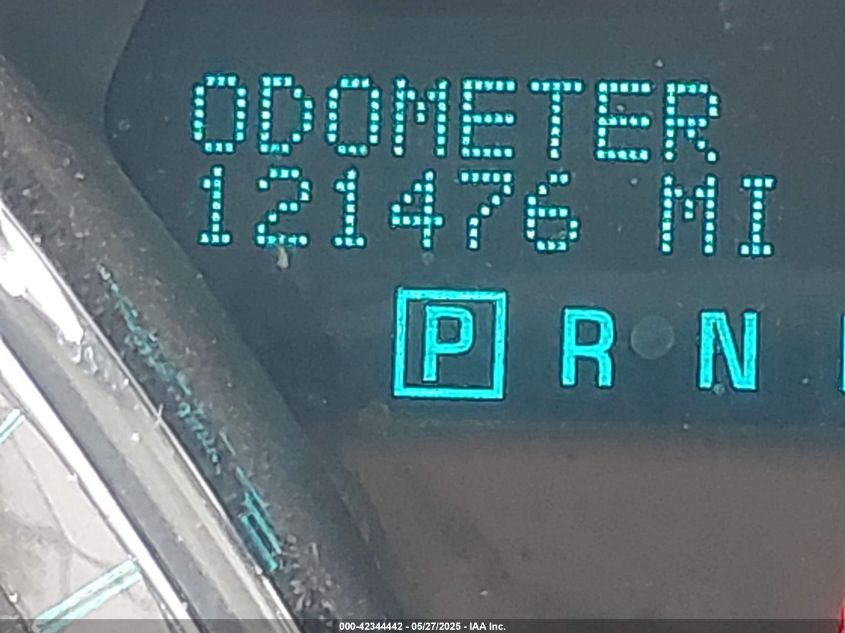 ODOMETER
121476 MI
P R N
000-42344442 - 05/27/2025 - IAA Inc.